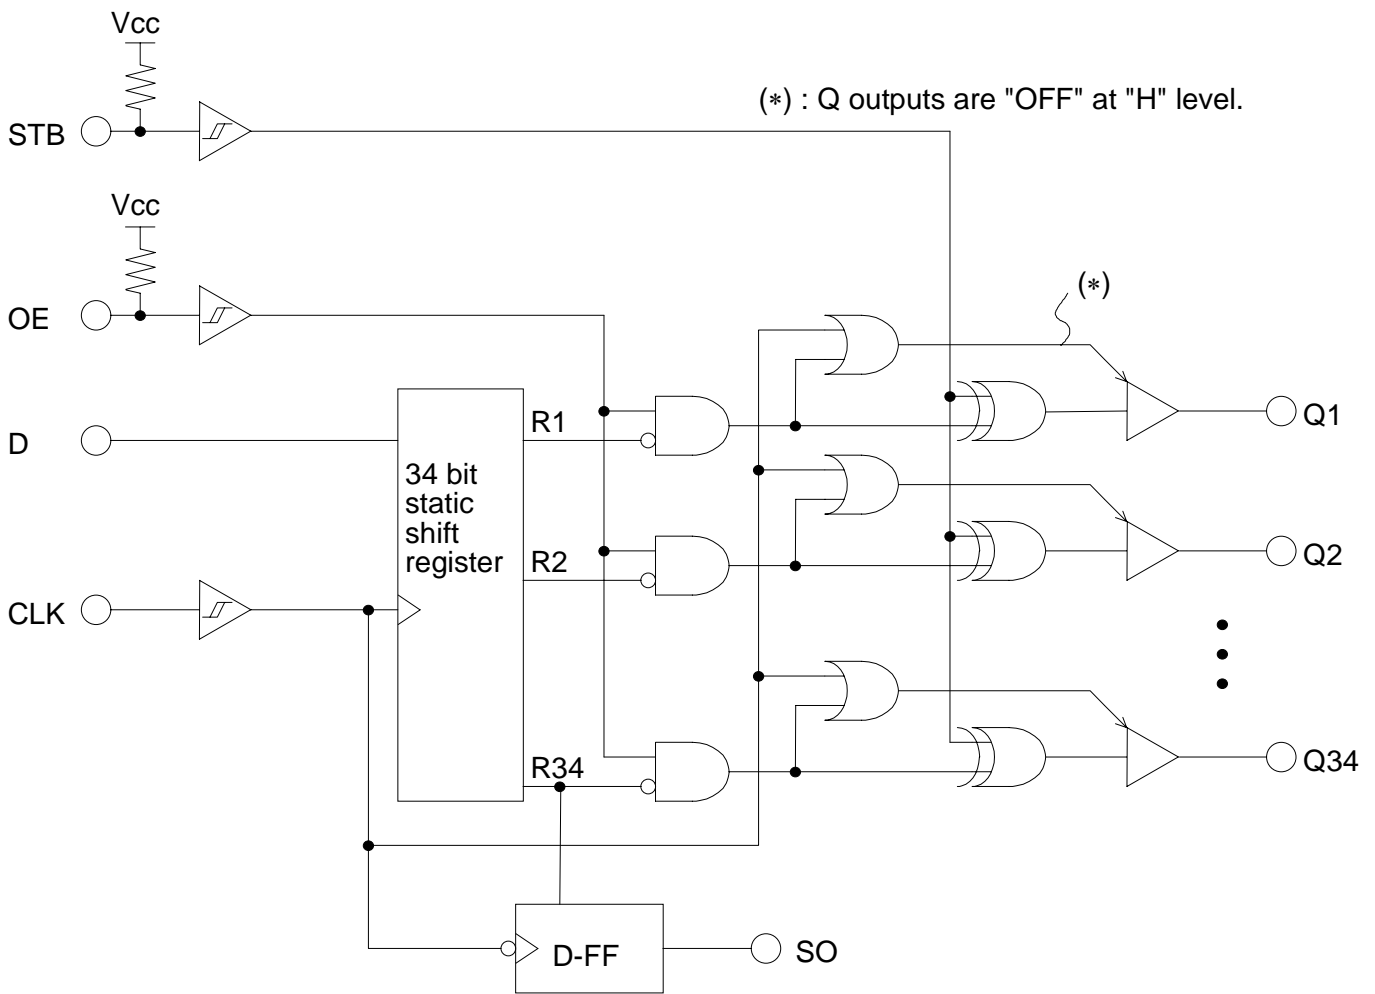 Vcc
(∗) : Q outputs are "OFF" at "H" level.
STB
Vcc
(∗)
OE
R1
Q1
D
34 bit
static
shift
register
R2
Q2
CLK
R34
Q34
D-FF
SO